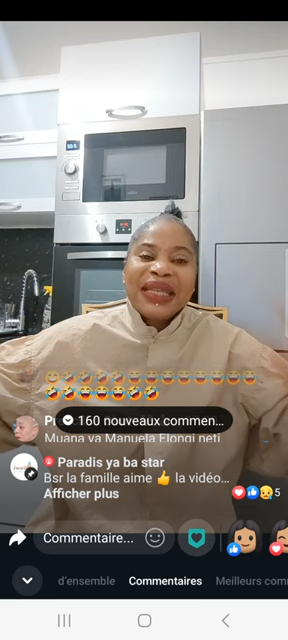 160 nouveaux commen...
Muana ya Manuela Elongi neti
Paradis ya ba star
Bsr la famille aime 👍 la vidéo...
Afficher plus
5
Commentaire...
d'ensemble Commentaires Meilleurs com